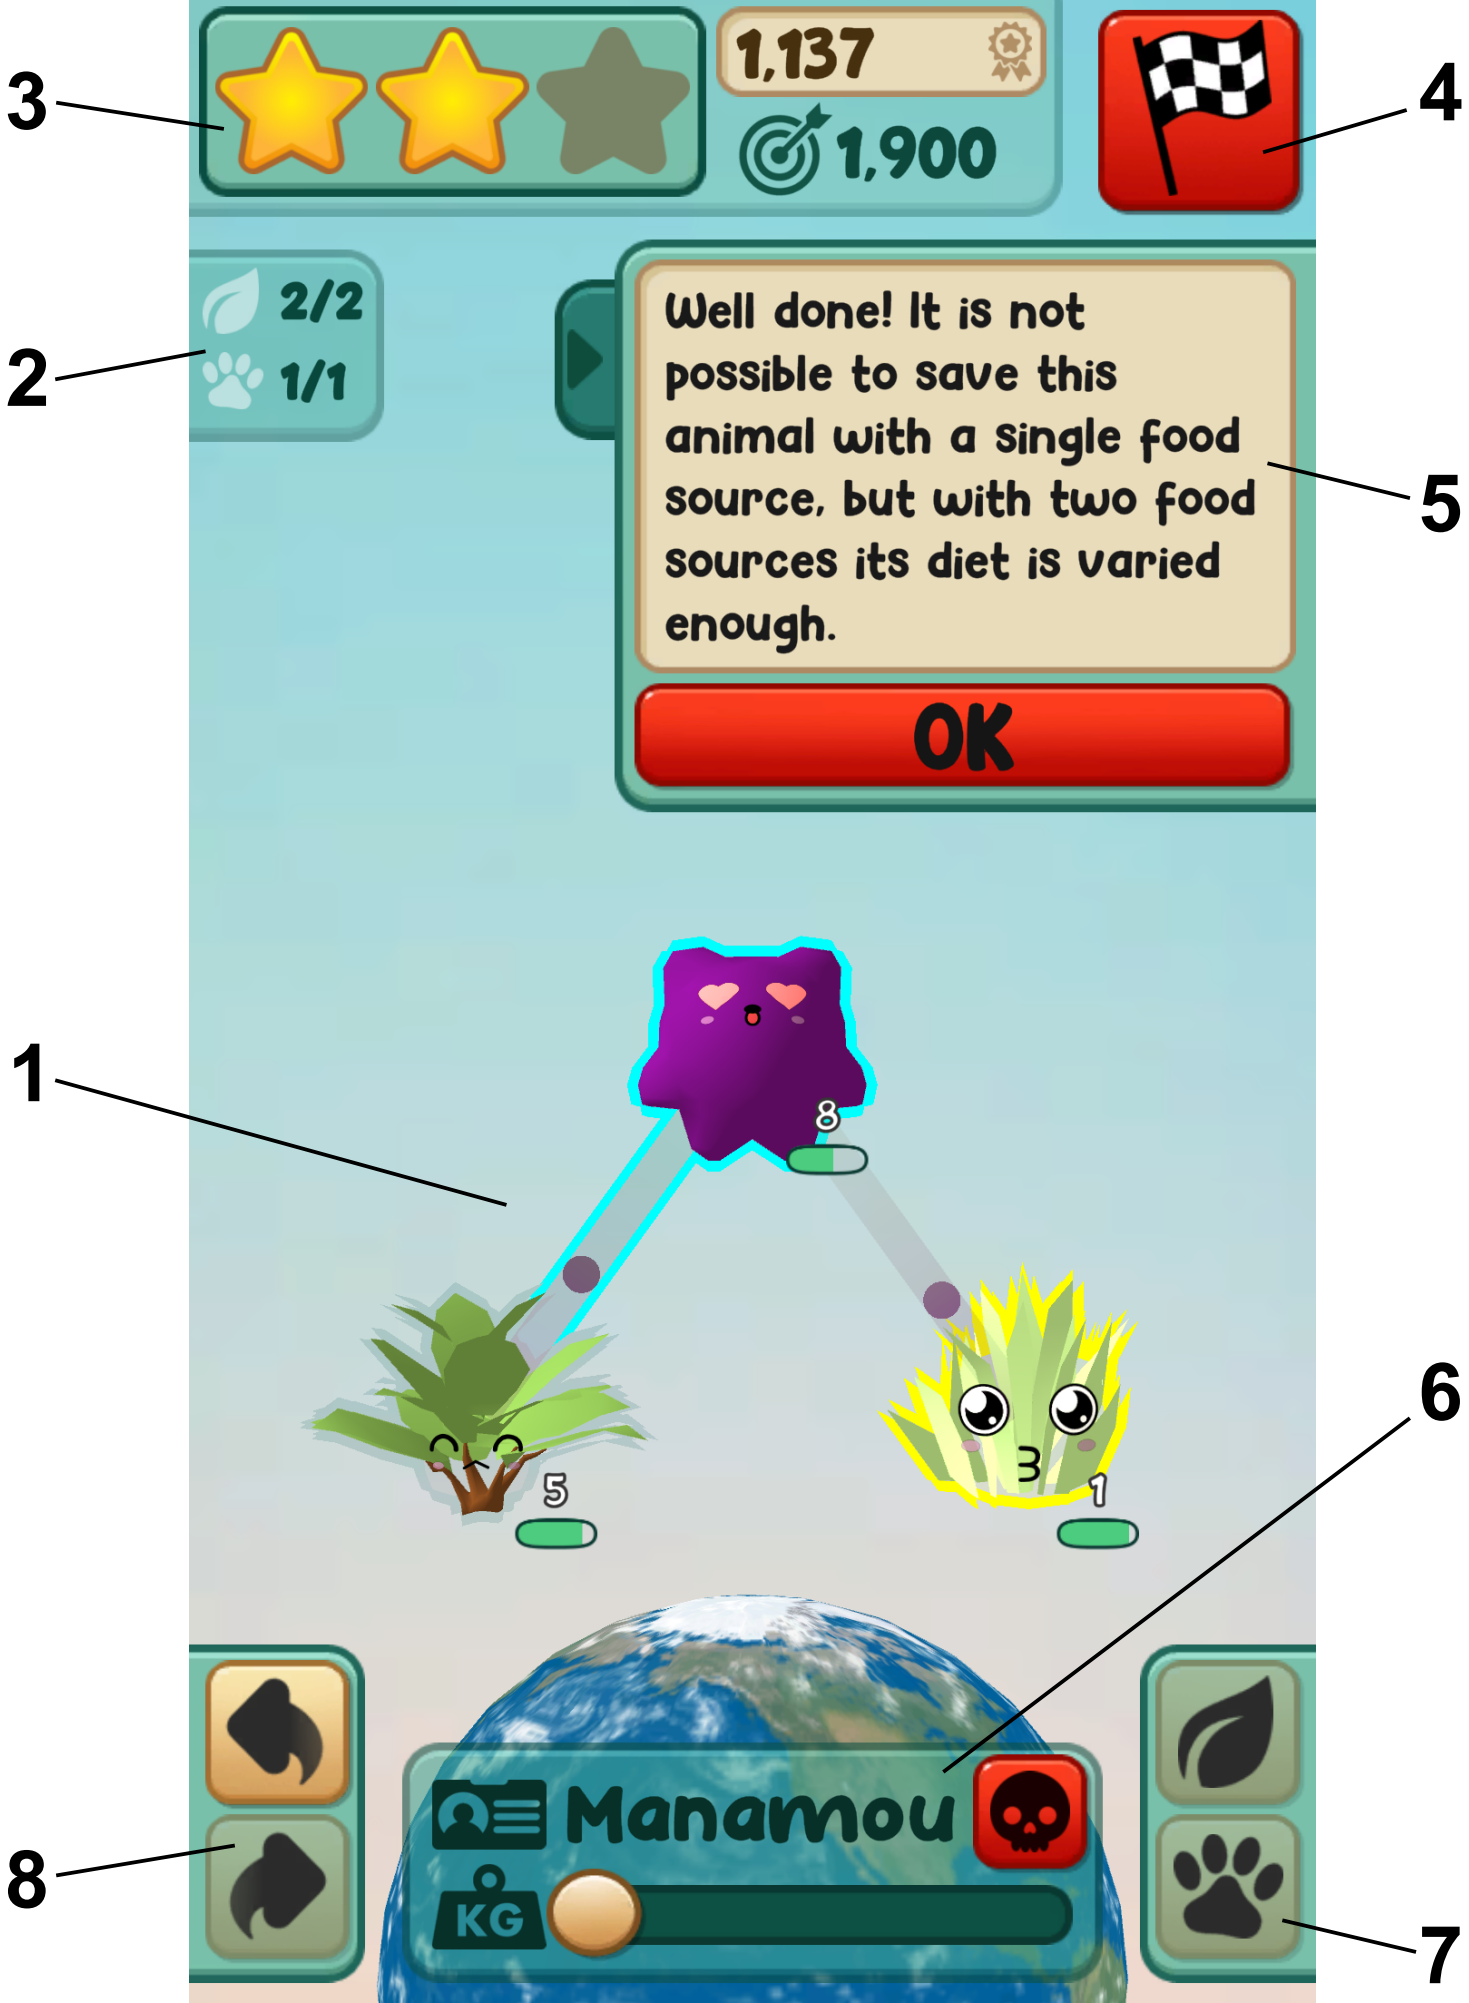 1,137
3
4
1,900
2/2
2
1/1
Well done! It is not
possible to save this
animal with a single food
source, but with two food
sources its diet is varied
enough.
5
OK
1
8
6
5
1
Manamou
KG
8
7